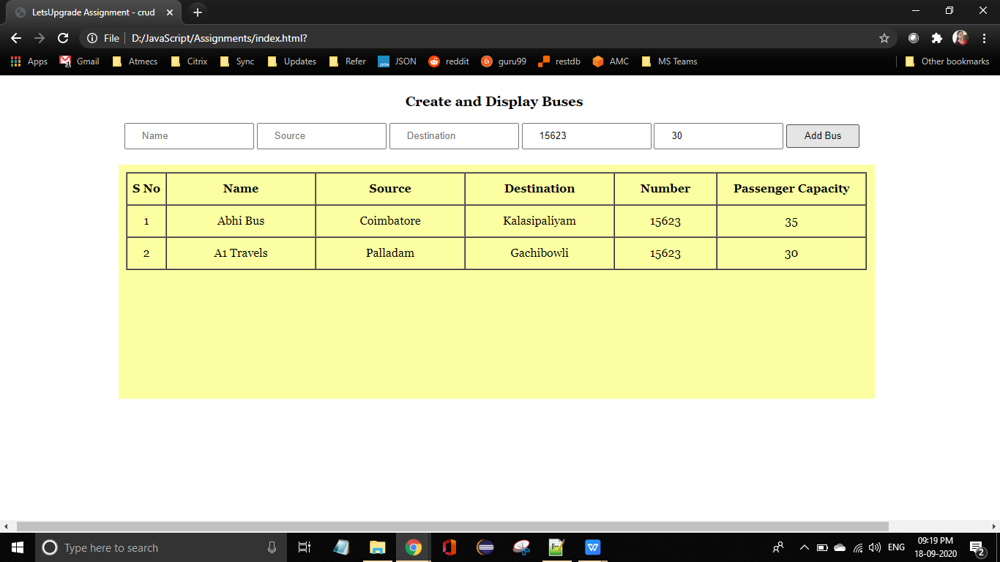 LetsUpgrade Assignment - crud
File D:/JavaScript/Assignments/index.html?
Apps Gmail Atmecs Citrix Sync Updates Refer JSON reddit guru99 restdb AMC MS Teams Other bookmarks
Create and Display Buses
Name Source Destination 15623 30 Add Bus
S No Name Source Destination Number Passenger Capacity
1 Abhi Bus Coimbatore Kalasipaliyam 15623 35
2 A1 Travels Palladam Gachibowli 15623 30
Type here to search ENG 09:19 PM
18-09-2020 2